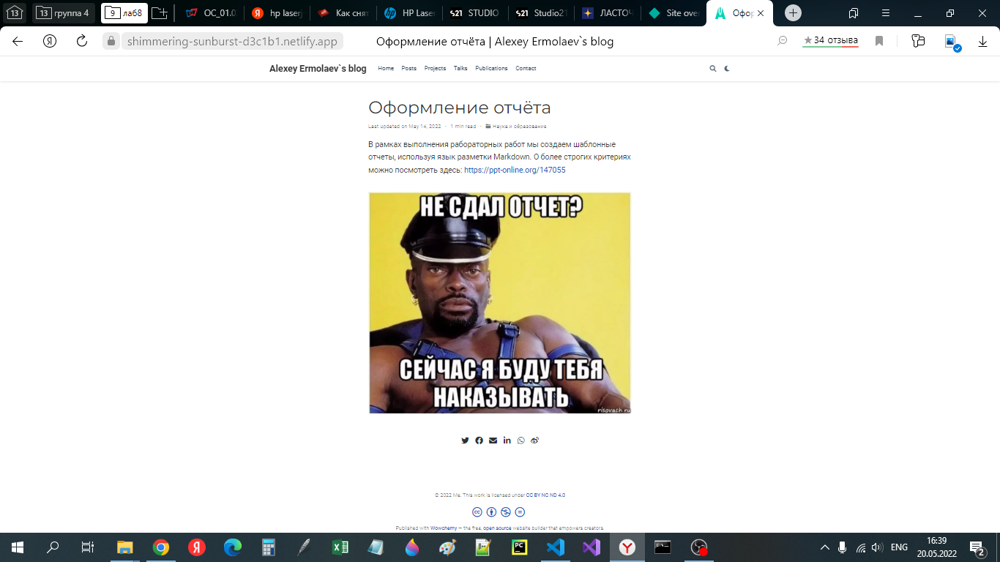 13
13 группа 4
9 лаб8
ОС_01.0
hp laserj
Как снят
HP Laser
S21 STUDIO
S21 Studio21
ЛАСТОЧ
Site over
Офор
shimmering-sunburst-d3c1b1.netlify.app
Оформление отчёта | Alexey Ermolaev`s blog
34 отзыва
Alexey Ermolaev`s blog
Home
Posts
Projects
Talks
Publications
Contact
Оформление отчёта
Last updated on May 14, 2022 · 1 min read · Наука и образование
В рамках выполнения рабораторных работ мы создаем шаблонные
отчеты, используя язык разметки Markdown. О более строгих критериях
можно посмотреть здесь: https://ppt-online.org/147055
НЕ СДАЛ ОТЧЕТ?
СЕЙЧАС Я БУДУ ТЕБЯ
НАКАЗЫВАТЬ
risovach.ru
© 2022 Me. This work is licensed under CC BY NC ND 4.0
Published with Wowchemy — the free, open source website builder that empowers creators.
ENG
16:39
20.05.2022
2